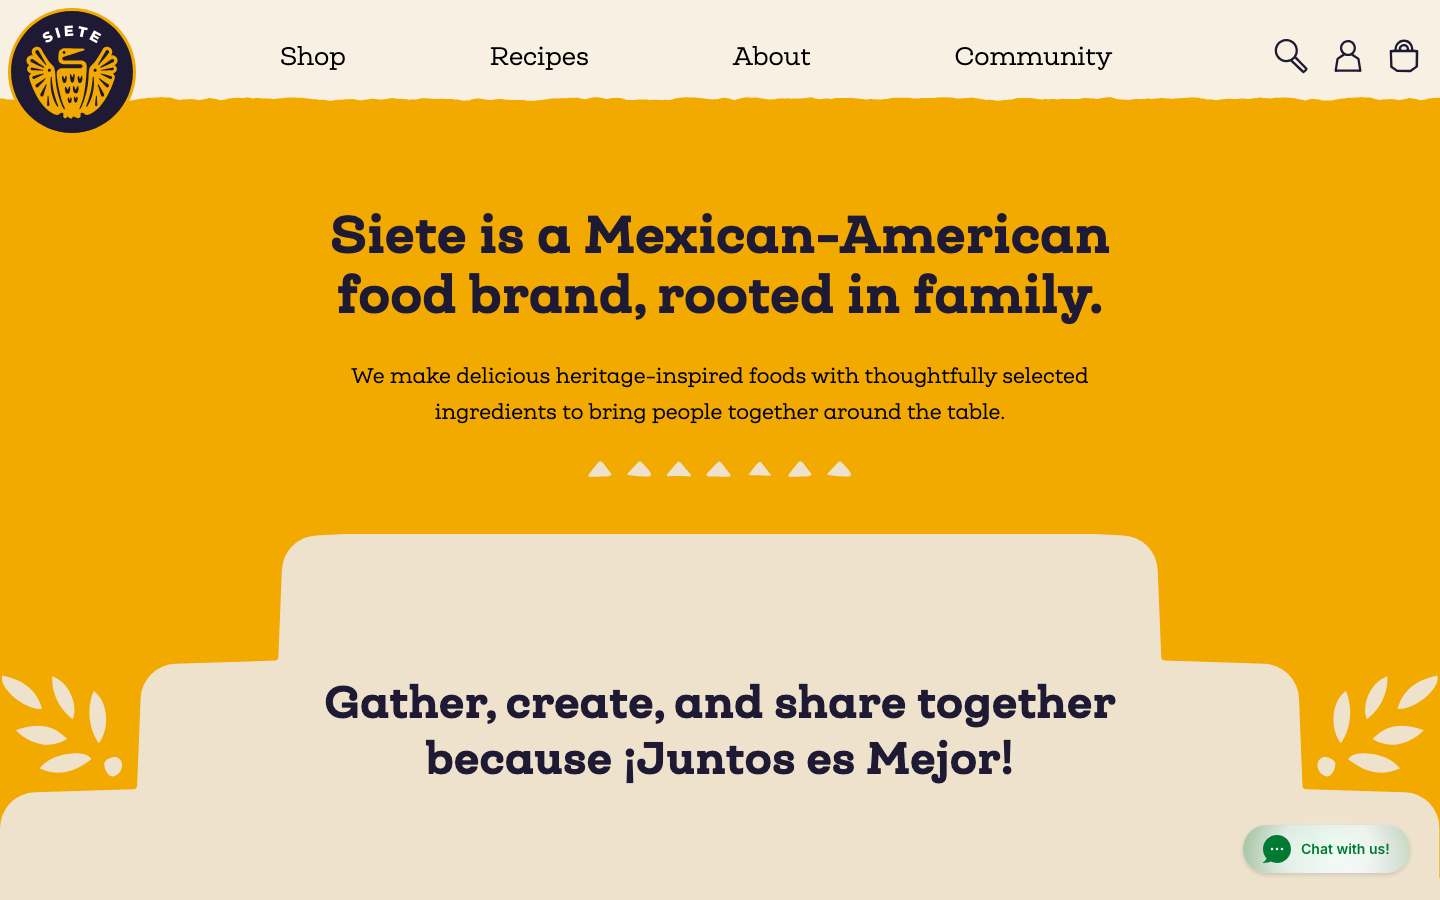 SIETE
Shop
Recipes
About
Community
Siete is a Mexican-American
food brand, rooted in family.
We make delicious heritage-inspired foods with thoughtfully selected
ingredients to bring people together around the table.
Gather, create, and share together
because ¡Juntos es Mejor!
Chat with us!